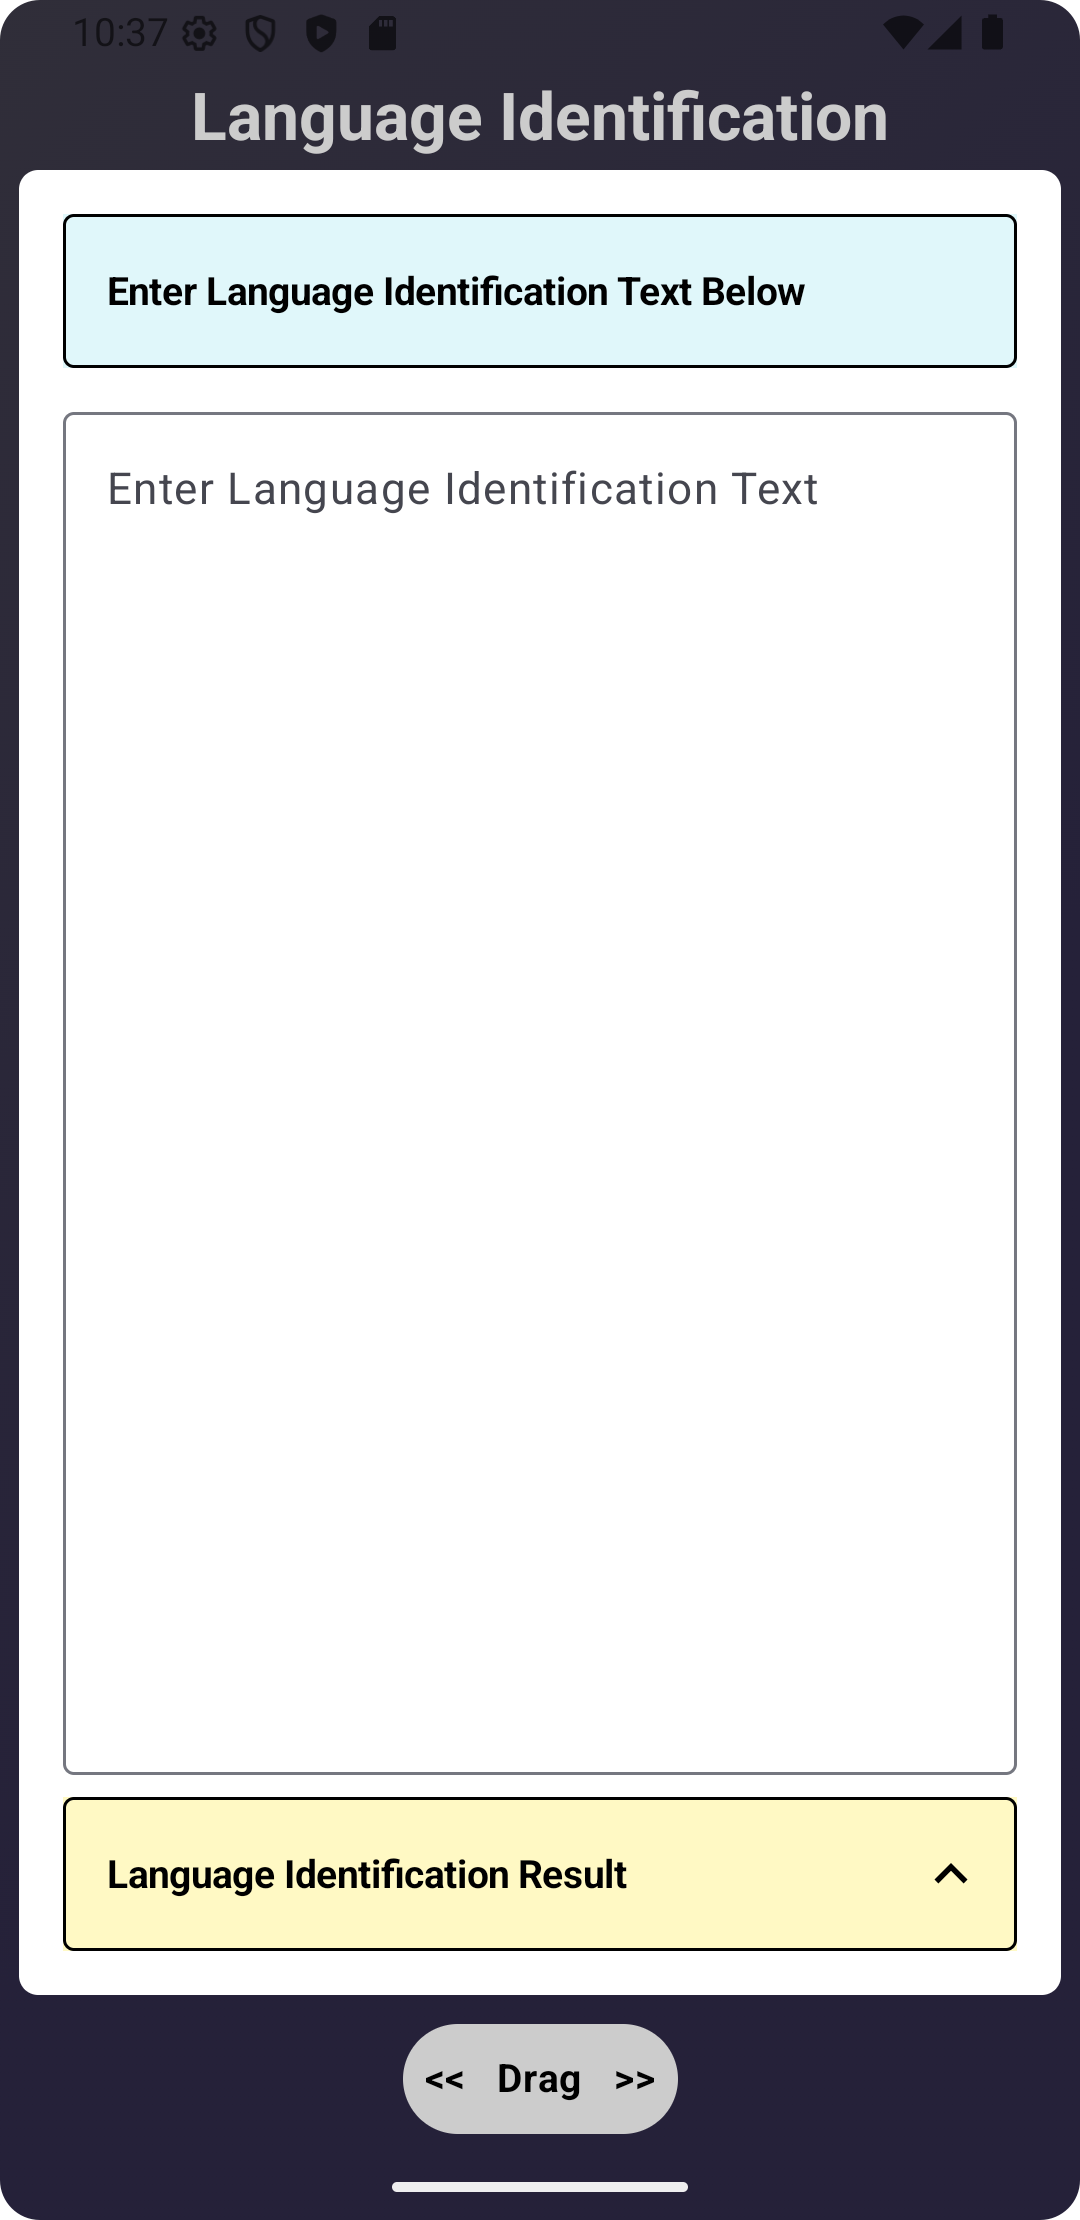 10:37
Language Identification
Enter Language Identification Text Below
Enter Language Identification Text
Language Identification Result
<< Drag >>